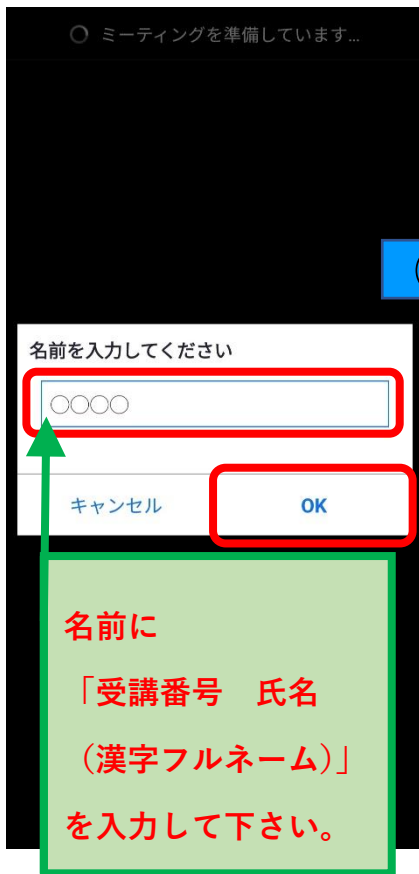 ミーティングを準備しています...
（
名前を入力してください
○○○○
キャンセル OK
名前に
「受講番号　氏名
（漢字フルネーム）」
を入力して下さい。